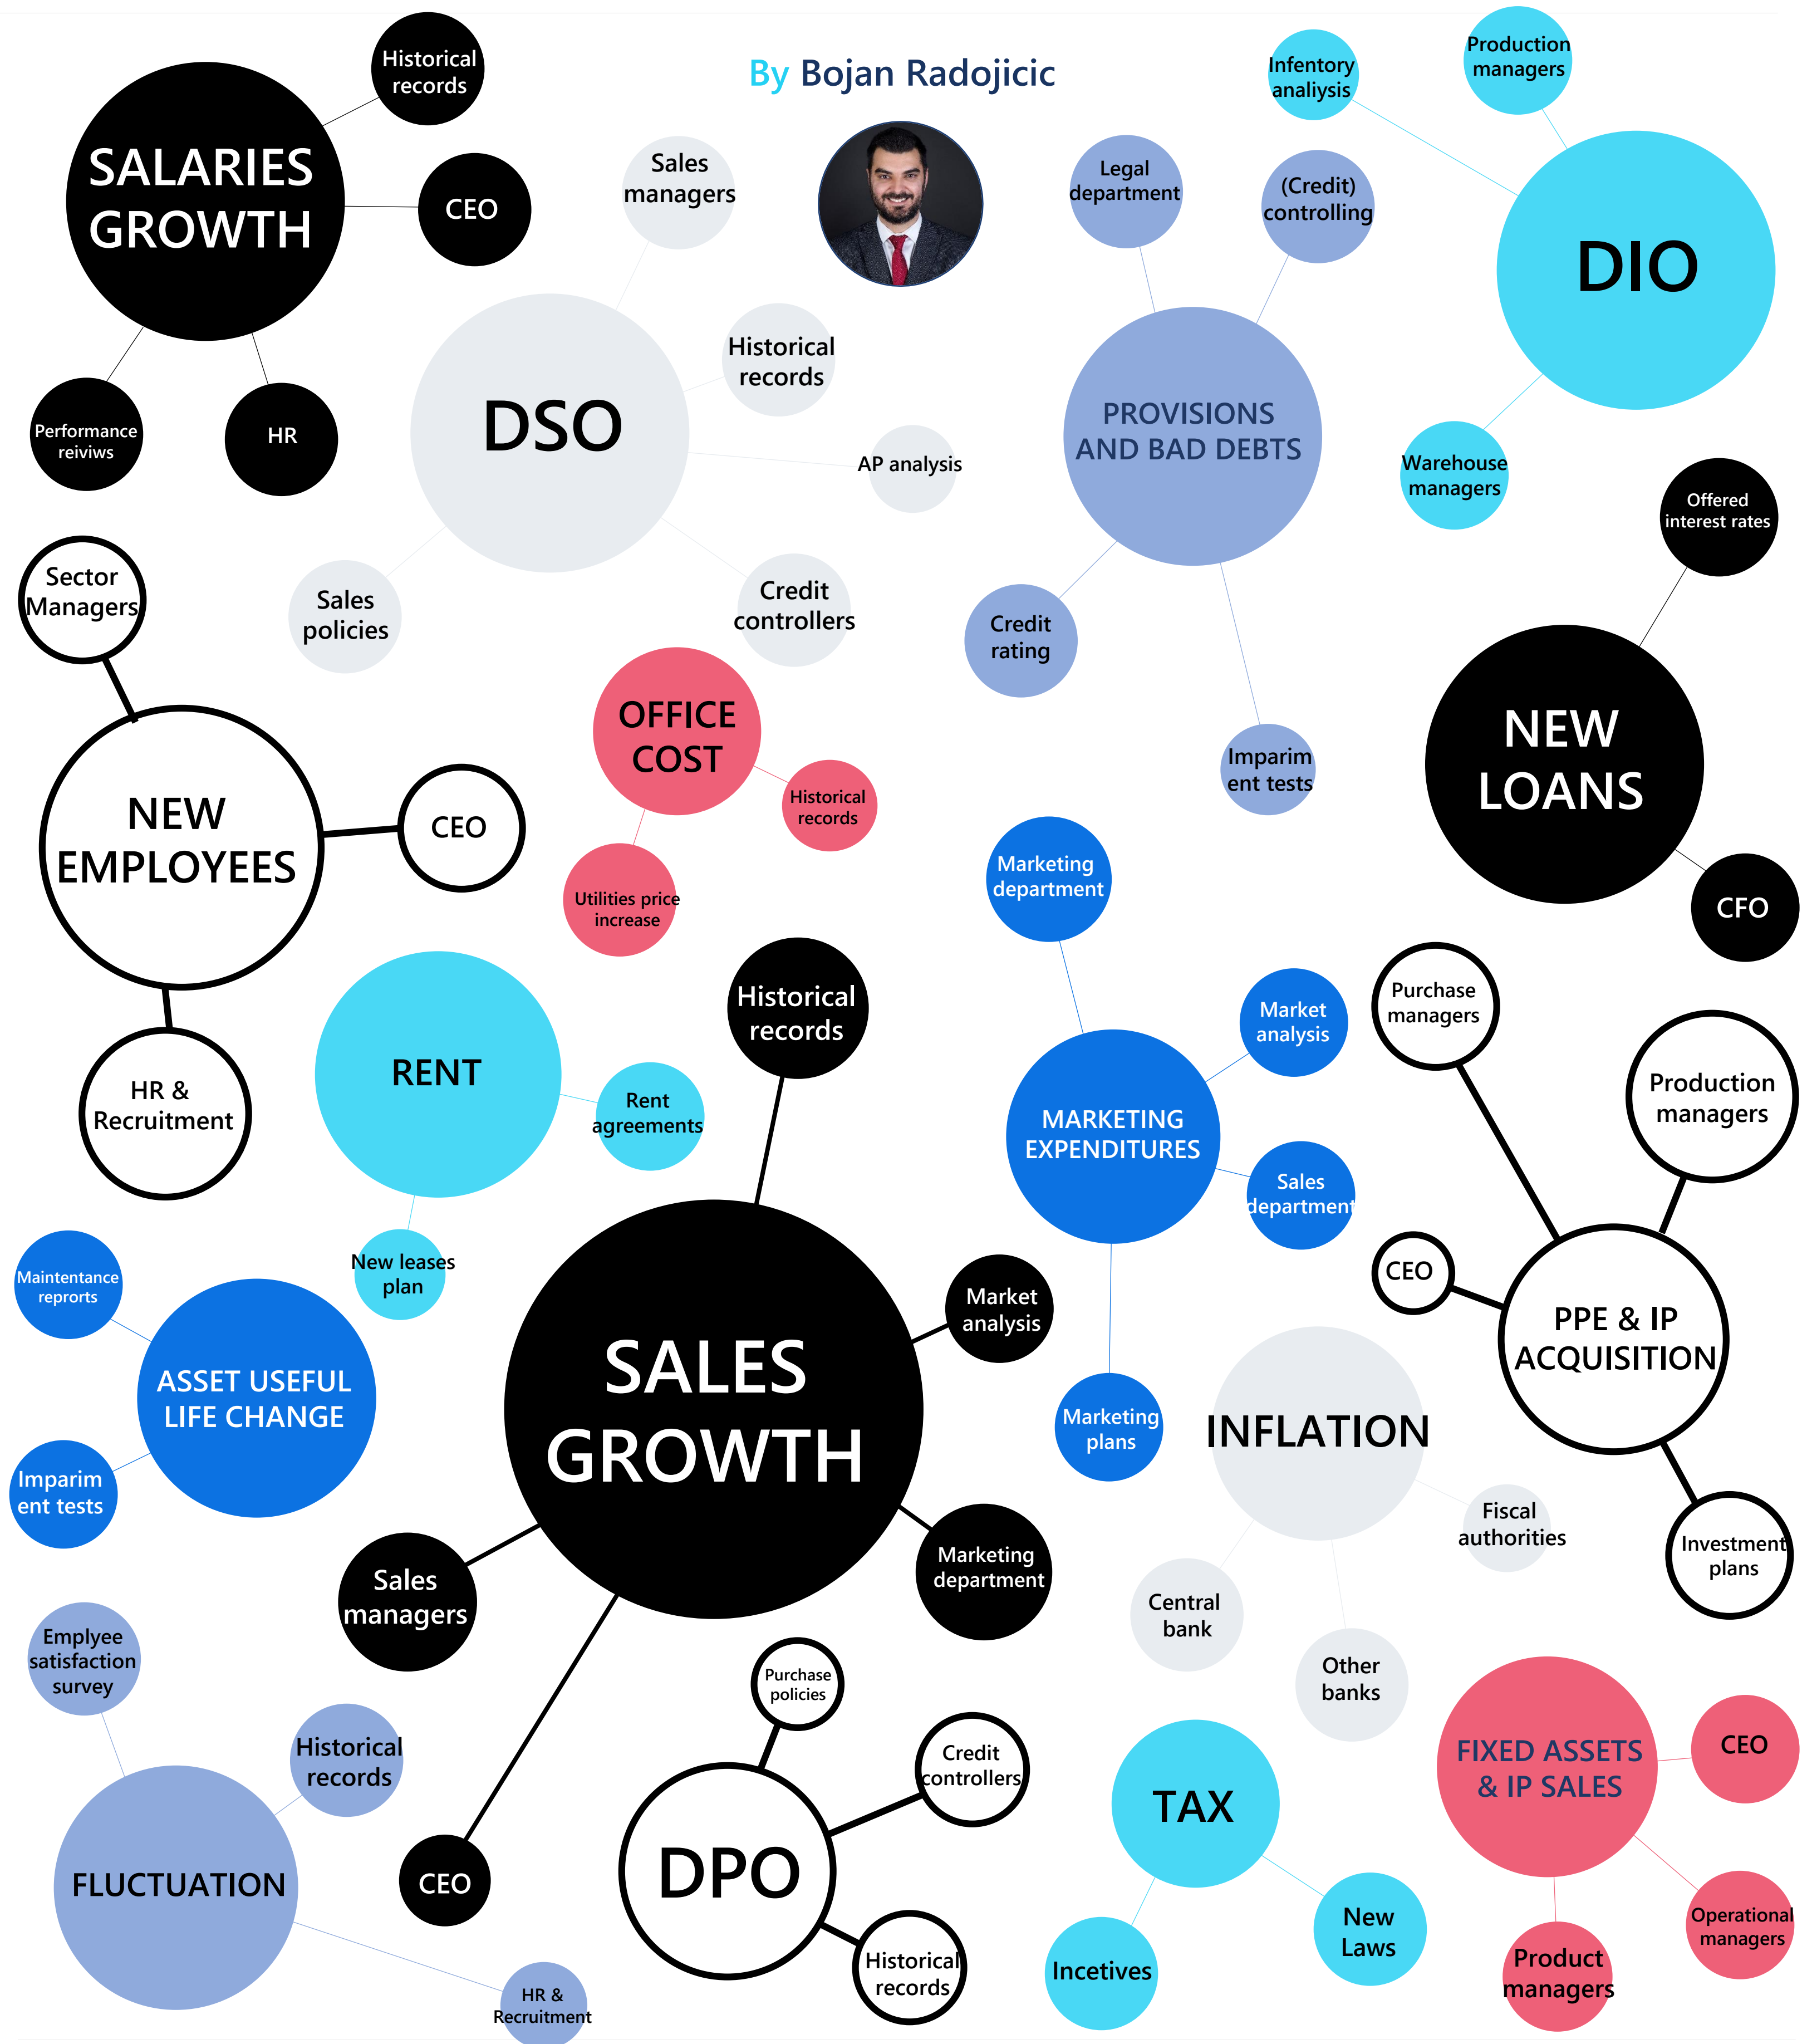 By Bojan Radojicic
SALARIES
GROWTH
Historical
records
CEO
HR
Performance
reiviws
DSO
Sales
managers
Historical
records
AP analysis
Credit
controllers
Sales
policies
PROVISIONS
AND BAD DEBTS
Legal
department
(Credit)
controlling
Credit
rating
Imparim
ent tests
DIO
Infentory
analiysis
Production
managers
Warehouse
managers
NEW
LOANS
Offered
interest rates
CFO
NEW
EMPLOYEES
Sector
Managers
CEO
HR &
Recruitment
OFFICE
COST
Historical
records
Utilities price
increase
RENT
Rent
agreements
New leases
plan
MARKETING
EXPENDITURES
Marketing
department
Market
analysis
Sales
department
Marketing
plans
PPE & IP
ACQUISITION
Purchase
managers
Production
managers
CEO
Investment
plans
ASSET USEFUL
LIFE CHANGE
Maintentance
reprorts
Imparim
ent tests
SALES
GROWTH
Historical
records
Market
analysis
Marketing
department
Sales
managers
CEO
INFLATION
Fiscal
authorities
Central
bank
Other
banks
FLUCTUATION
Emplyee
satisfaction
survey
Historical
records
HR &
Recruitment
DPO
Purchase
policies
Credit
controllers
Historical
records
TAX
Incetives
New
Laws
FIXED ASSETS
& IP SALES
CEO
Operational
managers
Product
managers